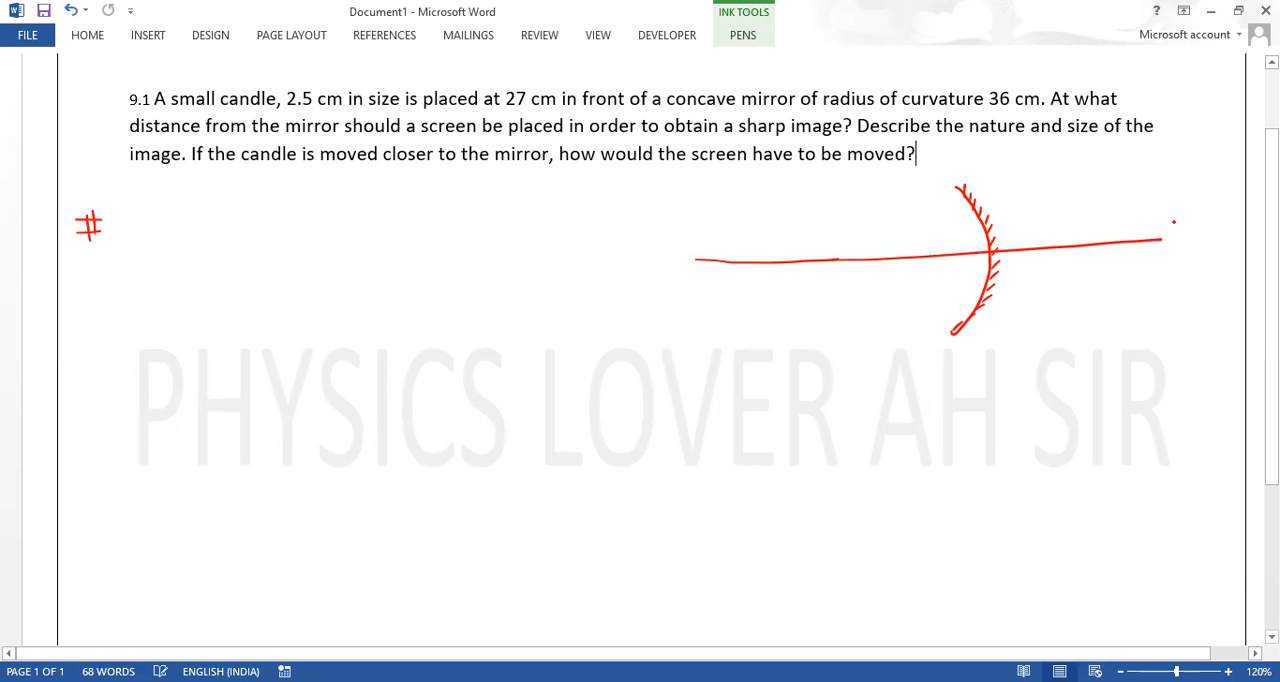 Document1 - Microsoft Word
INK TOOLS
?
FILE HOME INSERT DESIGN PAGE LAYOUT REFERENCES MAILINGS REVIEW VIEW DEVELOPER PENS Microsoft account
9.1 A small candle, 2.5 cm in size is placed at 27 cm in front of a concave mirror of radius of curvature 36 cm. At what
distance from the mirror should a screen be placed in order to obtain a sharp image? Describe the nature and size of the
image. If the candle is moved closer to the mirror, how would the screen have to be moved?
#
PHYSICS LOVER AH SIR
PAGE 1 OF 1 68 WORDS ENGLISH (INDIA) 120%